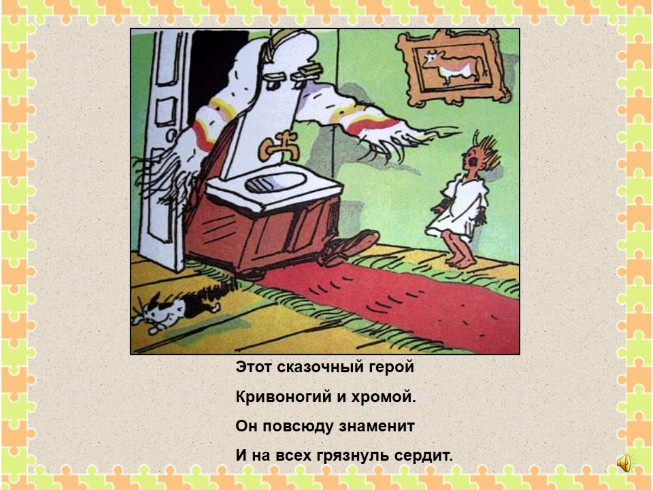 Этот сказочный герой
Кривоногий и хромой.
Он повсюду знаменит
И на всех грязнуль сердит.